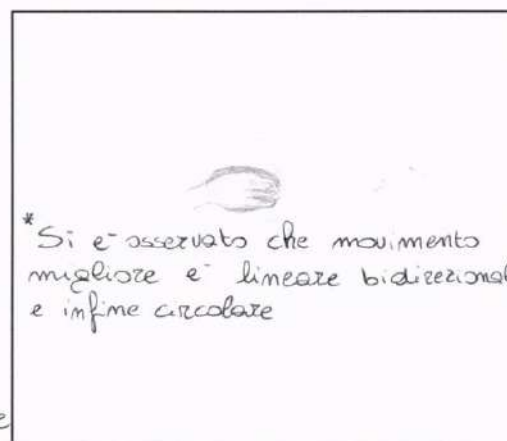 * Si e' osservato che movimento
migliore e' lineare bidirezional
e infine circolare
e